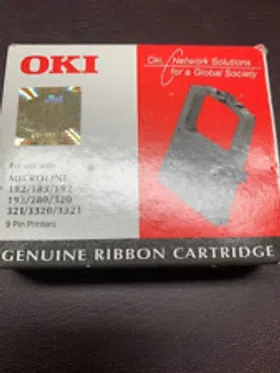 OKI
Oki, Network Solutions
for a Global Society
For use with
MICROLINE
182/183/192
193/280/320
321/3320/3321
9 Pin Printers
GENUINE RIBBON CARTRIDGE